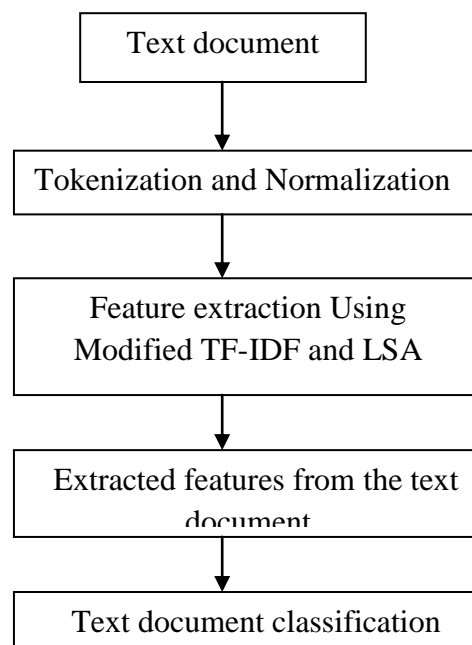 Text document
Tokenization and Normalization
Feature extraction Using
Modified TF-IDF and LSA
Extracted features from the text
document
Text document classification